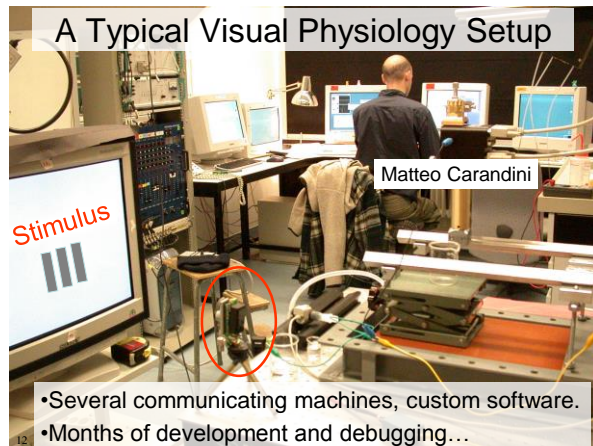 A Typical Visual Physiology Setup
Matteo Carandini
Stimulus
•Several communicating machines, custom software.
•Months of development and debugging…
12